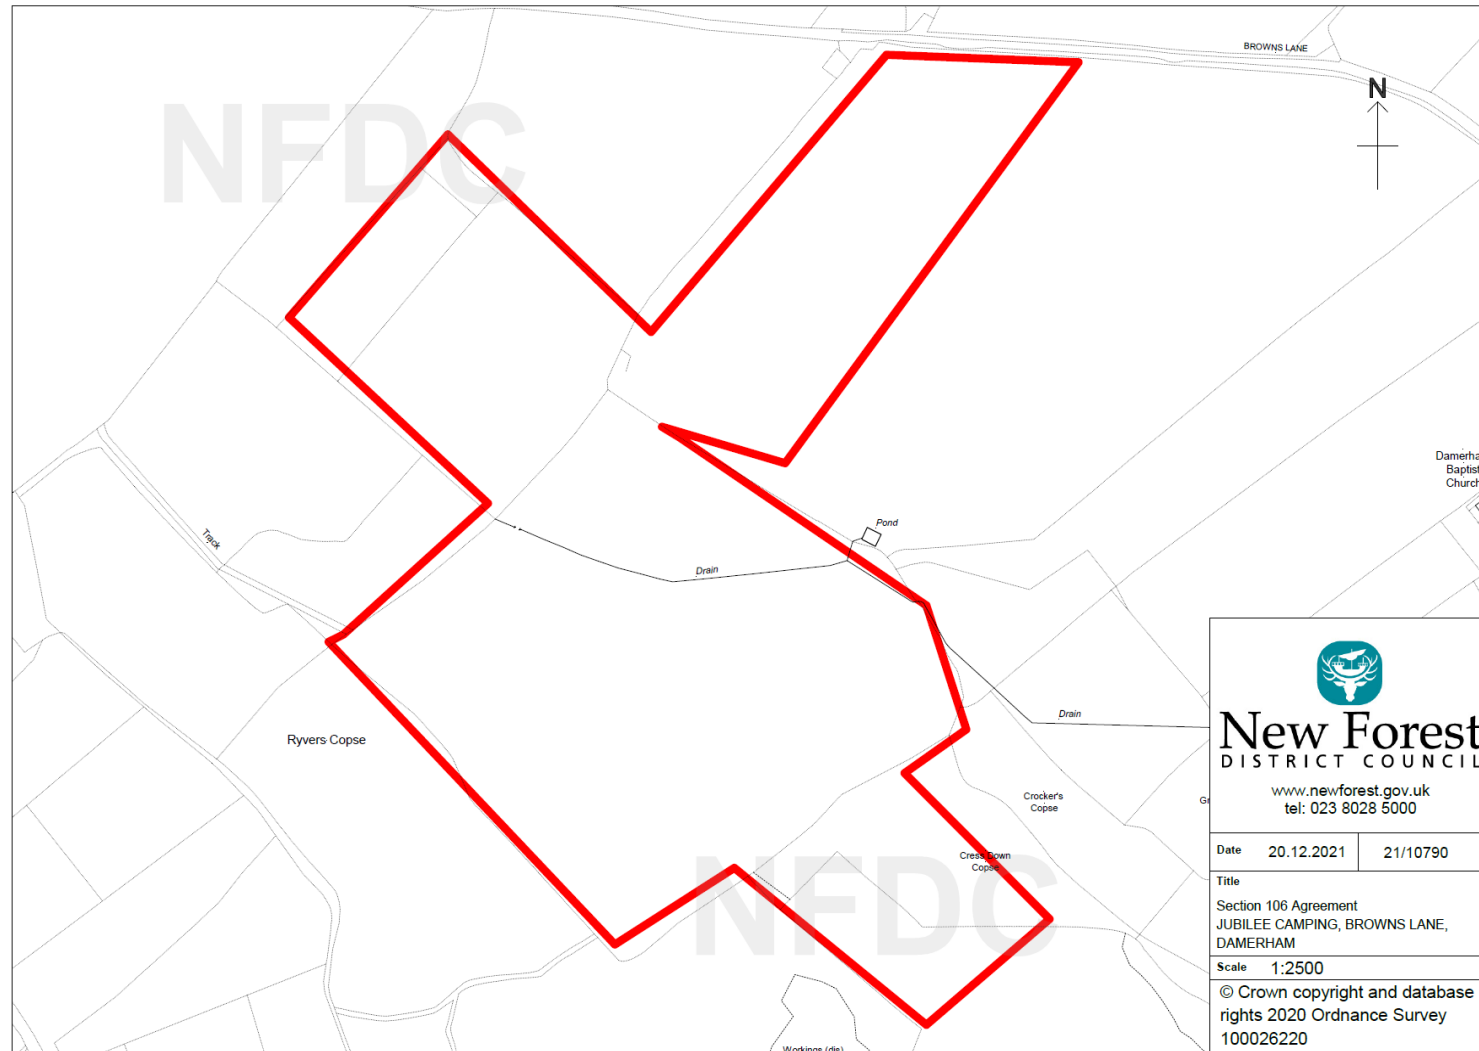 BROWNS LANE
N
NFDC
Damerha
Baptist
Church
Track
Pond
Drain
Drain
Ryvers Copse
Crocker's
Copse
Gr
Cress Down
Copse
NFDC
Workings (dis)
New Forest
DISTRICT COUNCIL
www.newforest.gov.uk
tel: 023 8028 5000
Date 20.12.2021 21/10790
Title
Section 106 Agreement
JUBILEE CAMPING, BROWNS LANE,
DAMERHAM
Scale 1:2500
© Crown copyright and database
rights 2020 Ordnance Survey
100026220